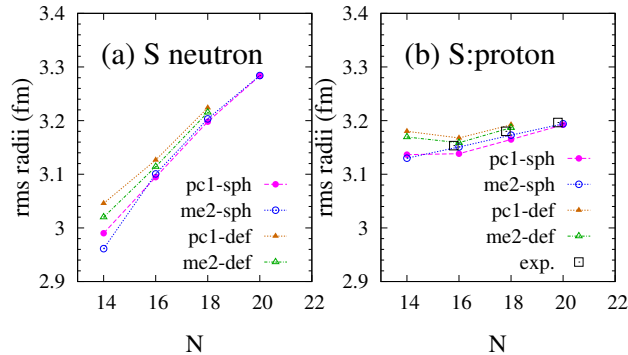 (a) S neutron
rms radii (fm)
3.4
3.3
3.2
3.1
3
2.9
pc1-sph
me2-sph
pc1-def
me2-def
14 16 18 20 22
N
(b) S:proton
rms radii (fm)
3.4
3.3
3.2
3.1
3
2.9
pc1-sph
me2-sph
pc1-def
me2-def
exp.
14 16 18 20 22
N